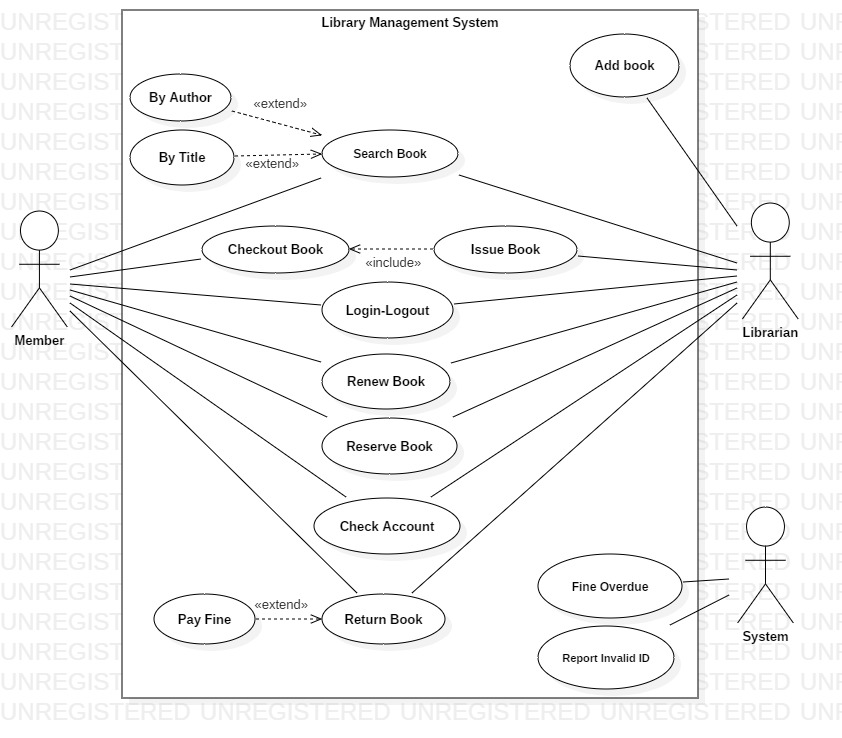 Library Management System
Add book
By Author
«extend»
By Title
«extend»
Search Book
Checkout Book
«include»
Issue Book
Login-Logout
Member
Librarian
Renew Book
Reserve Book
Check Account
Fine Overdue
Pay Fine
«extend»
Return Book
System
Report Invalid ID
UNREGISTERED UNREGISTERED UNREGISTERED UNREGISTERED